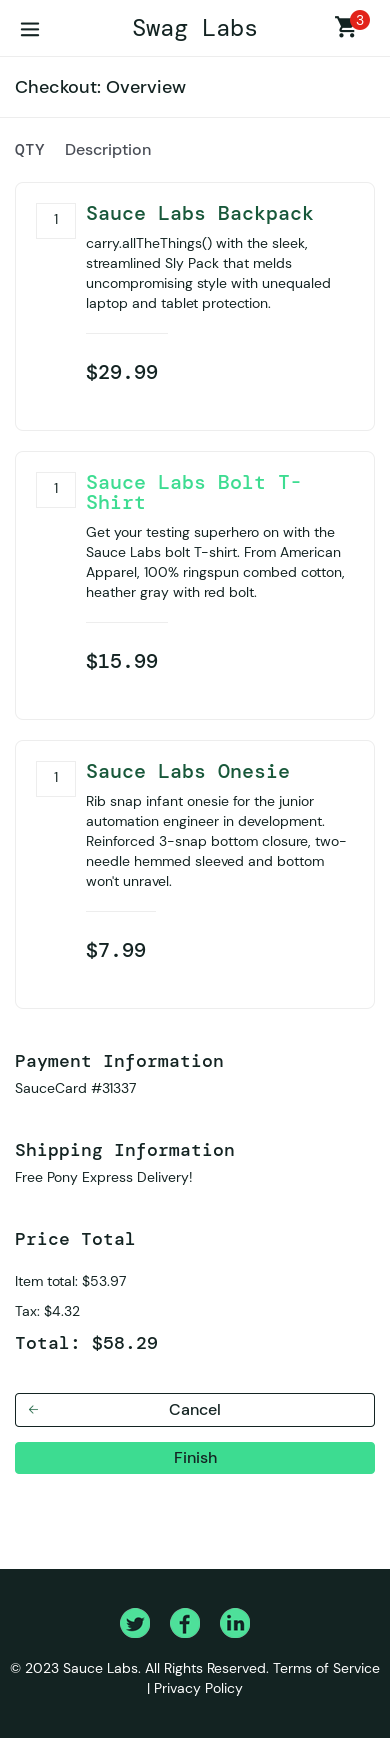 Swag Labs
3
Checkout: Overview
QTY Description
1
Sauce Labs Backpack
carry.allTheThings() with the sleek,
streamlined Sly Pack that melds
uncompromising style with unequaled
laptop and tablet protection.
$29.99
1
Sauce Labs Bolt T-
Shirt
Get your testing superhero on with the
Sauce Labs bolt T-shirt. From American
Apparel, 100% ringspun combed cotton,
heather gray with red bolt.
$15.99
1
Sauce Labs Onesie
Rib snap infant onesie for the junior
automation engineer in development.
Reinforced 3-snap bottom closure, two-
needle hemmed sleeved and bottom
won't unravel.
$7.99
Payment Information
SauceCard #31337
Shipping Information
Free Pony Express Delivery!
Price Total
Item total: $53.97
Tax: $4.32
Total: $58.29
Cancel
Finish
© 2023 Sauce Labs. All Rights Reserved. Terms of Service
| Privacy Policy